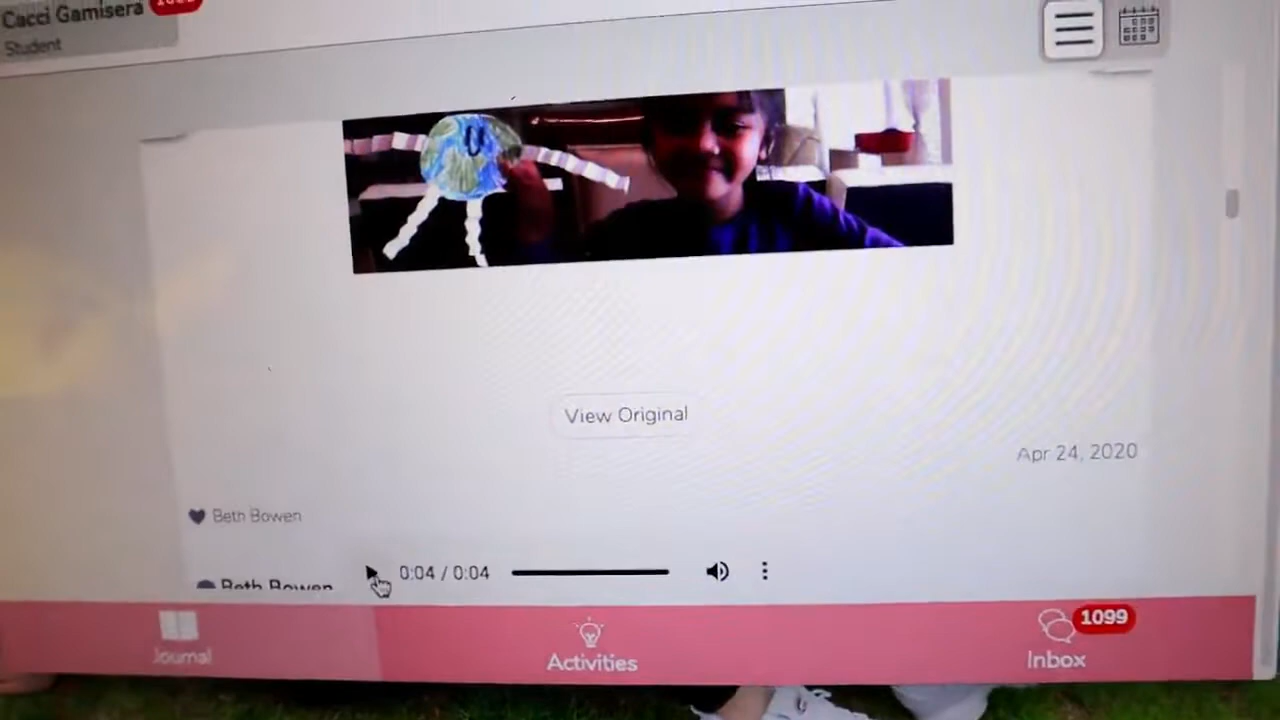 Cacci Gamisera
Student
View Original
Apr 24, 2020
Beth Bowen
Beth Bowen
0:04 / 0:04
Journal
Activities
Inbox
1099